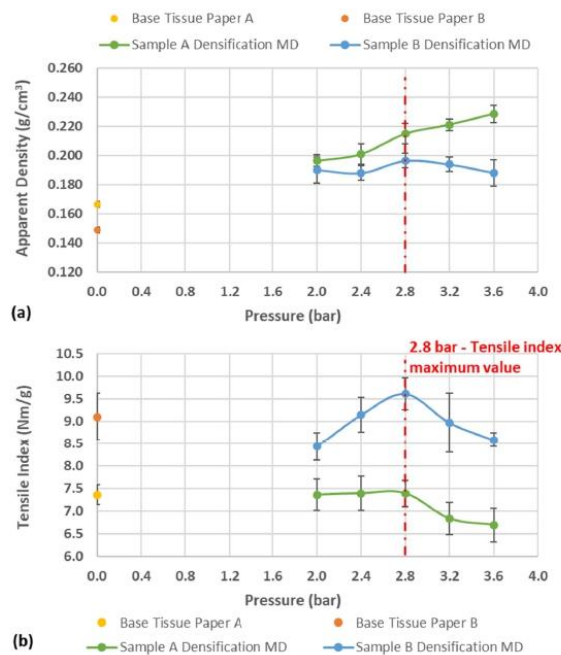 Base Tissue Paper A Base Tissue Paper B
Sample A Densification MD Sample B Densification MD
Apparent Density (g/cm³)
0.260
0.240
0.220
0.200
0.180
0.160
0.140
0.120
0.0 0.4 0.8 1.2 1.6 2.0 2.4 2.8 3.2 3.6 4.0
(a) Pressure (bar)
2.8 bar - Tensile index
maximum value
Tensile Index (Nm/g)
10.5
10.0
9.5
9.0
8.5
8.0
7.5
7.0
6.5
6.0
0.0 0.4 0.8 1.2 1.6 2.0 2.4 2.8 3.2 3.6 4.0
Pressure (bar)
Base Tissue Paper A Base Tissue Paper B
(b) Sample A Densification MD Sample B Densification MD